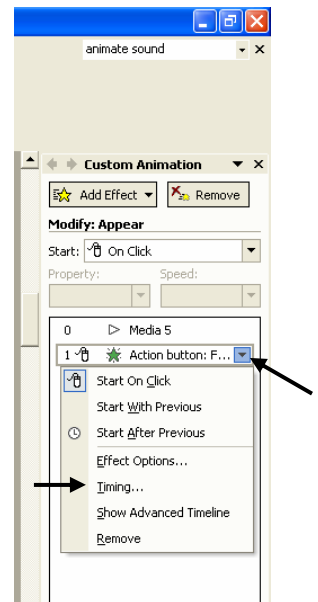 animate sound
Custom Animation
Add Effect Remove
Modify: Appear
Start: On Click
Property: Speed:
0 Media 5
1 Action button: F...
Start On Click
Start With Previous
Start After Previous
Effect Options...
Timing...
Show Advanced Timeline
Remove